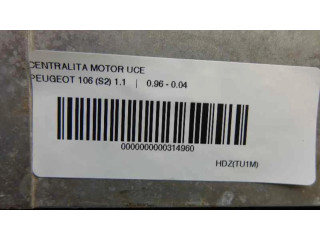 CENTRALITA MOTOR UCE
PEUGEOT 106 (S2) 1.1 | 0.96 - 0.04
0000000000314960
HDZ(TU1M)